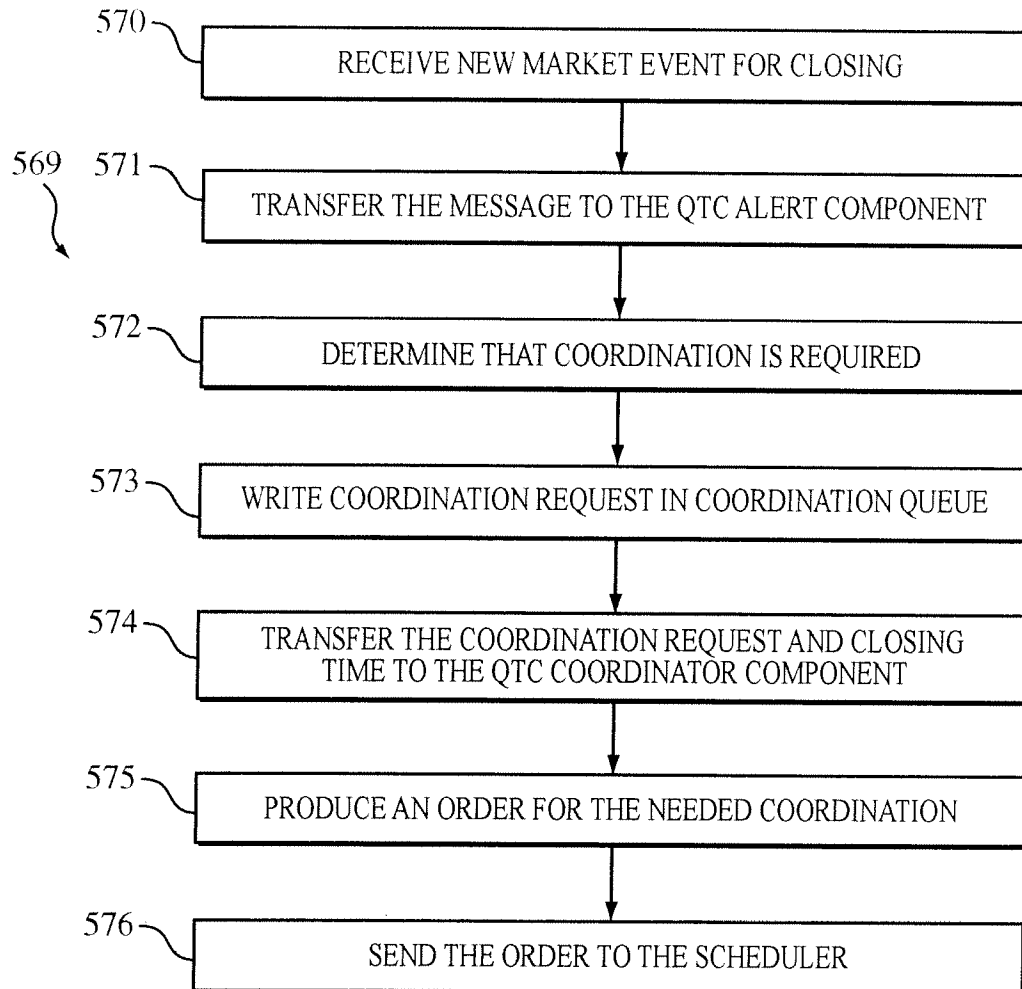 570
RECEIVE NEW MARKET EVENT FOR CLOSING
569
571
TRANSFER THE MESSAGE TO THE QTC ALERT COMPONENT
572
DETERMINE THAT COORDINATION IS REQUIRED
573
WRITE COORDINATION REQUEST IN COORDINATION QUEUE
574
TRANSFER THE COORDINATION REQUEST AND CLOSING
TIME TO THE QTC COORDINATOR COMPONENT
575
PRODUCE AN ORDER FOR THE NEEDED COORDINATION
576
SEND THE ORDER TO THE SCHEDULER